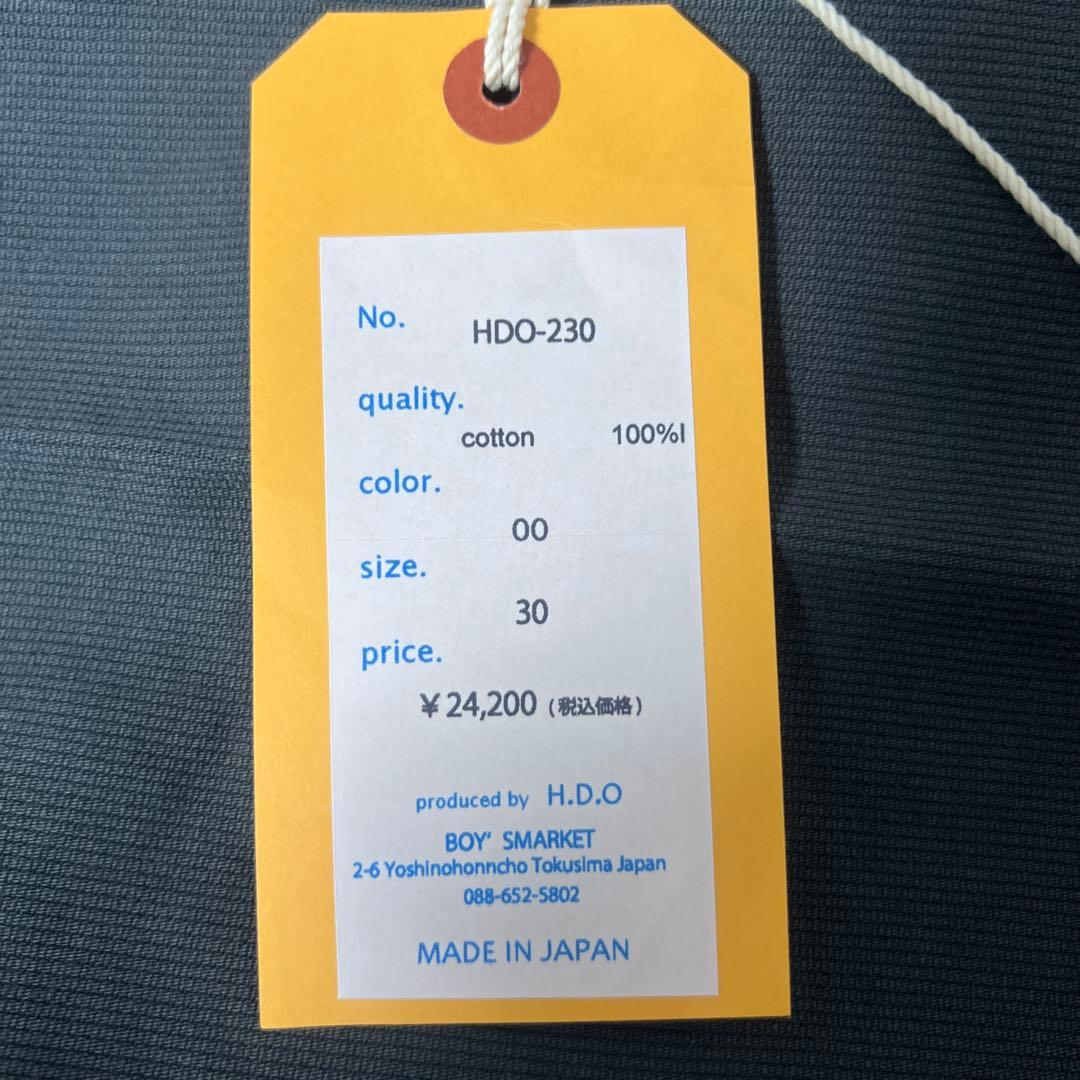 No.
HDO-230
quality.
cotton 100%l
color.
00
size.
30
price.
¥24,200 (税込価格)
produced by H.D.O
BOY' SMARKET
2-6 Yoshinohonncho Tokusima Japan
088-652-5802
MADE IN JAPAN